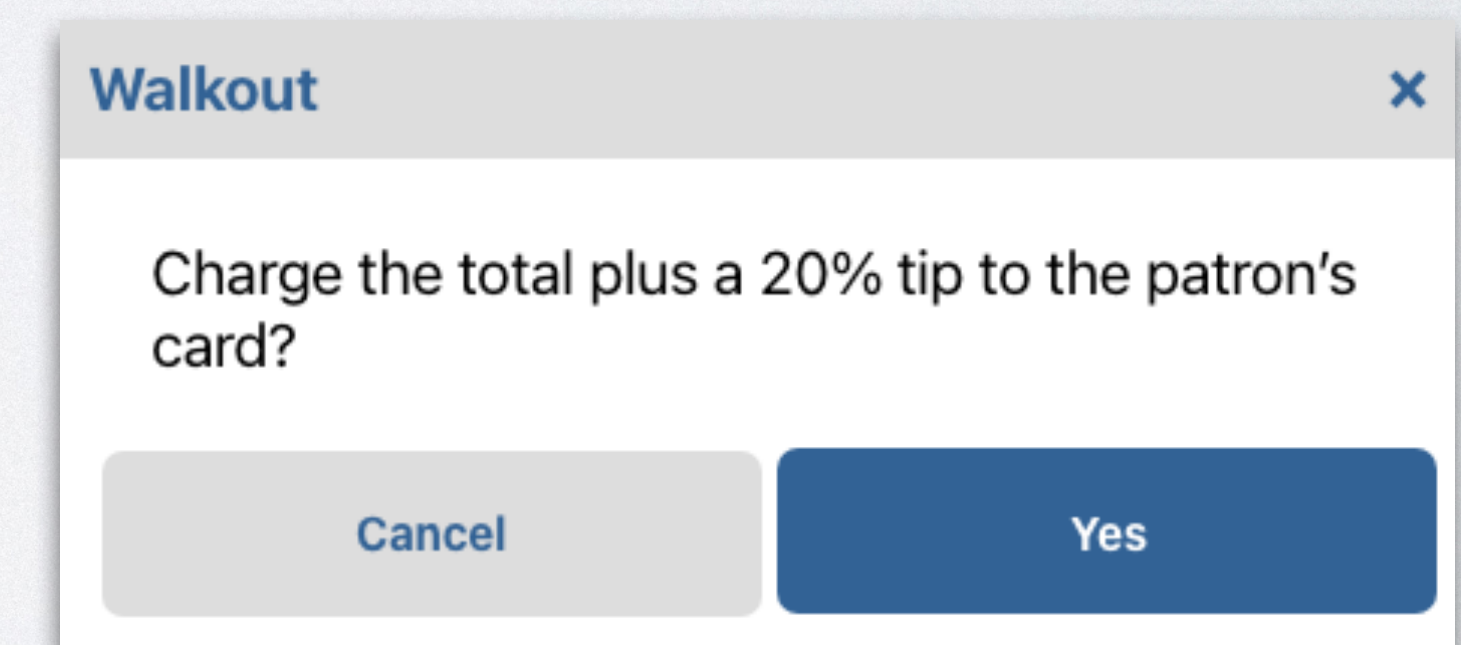 Walkout
×
Charge the total plus a 20% tip to the patron’s
card?
Cancel
Yes